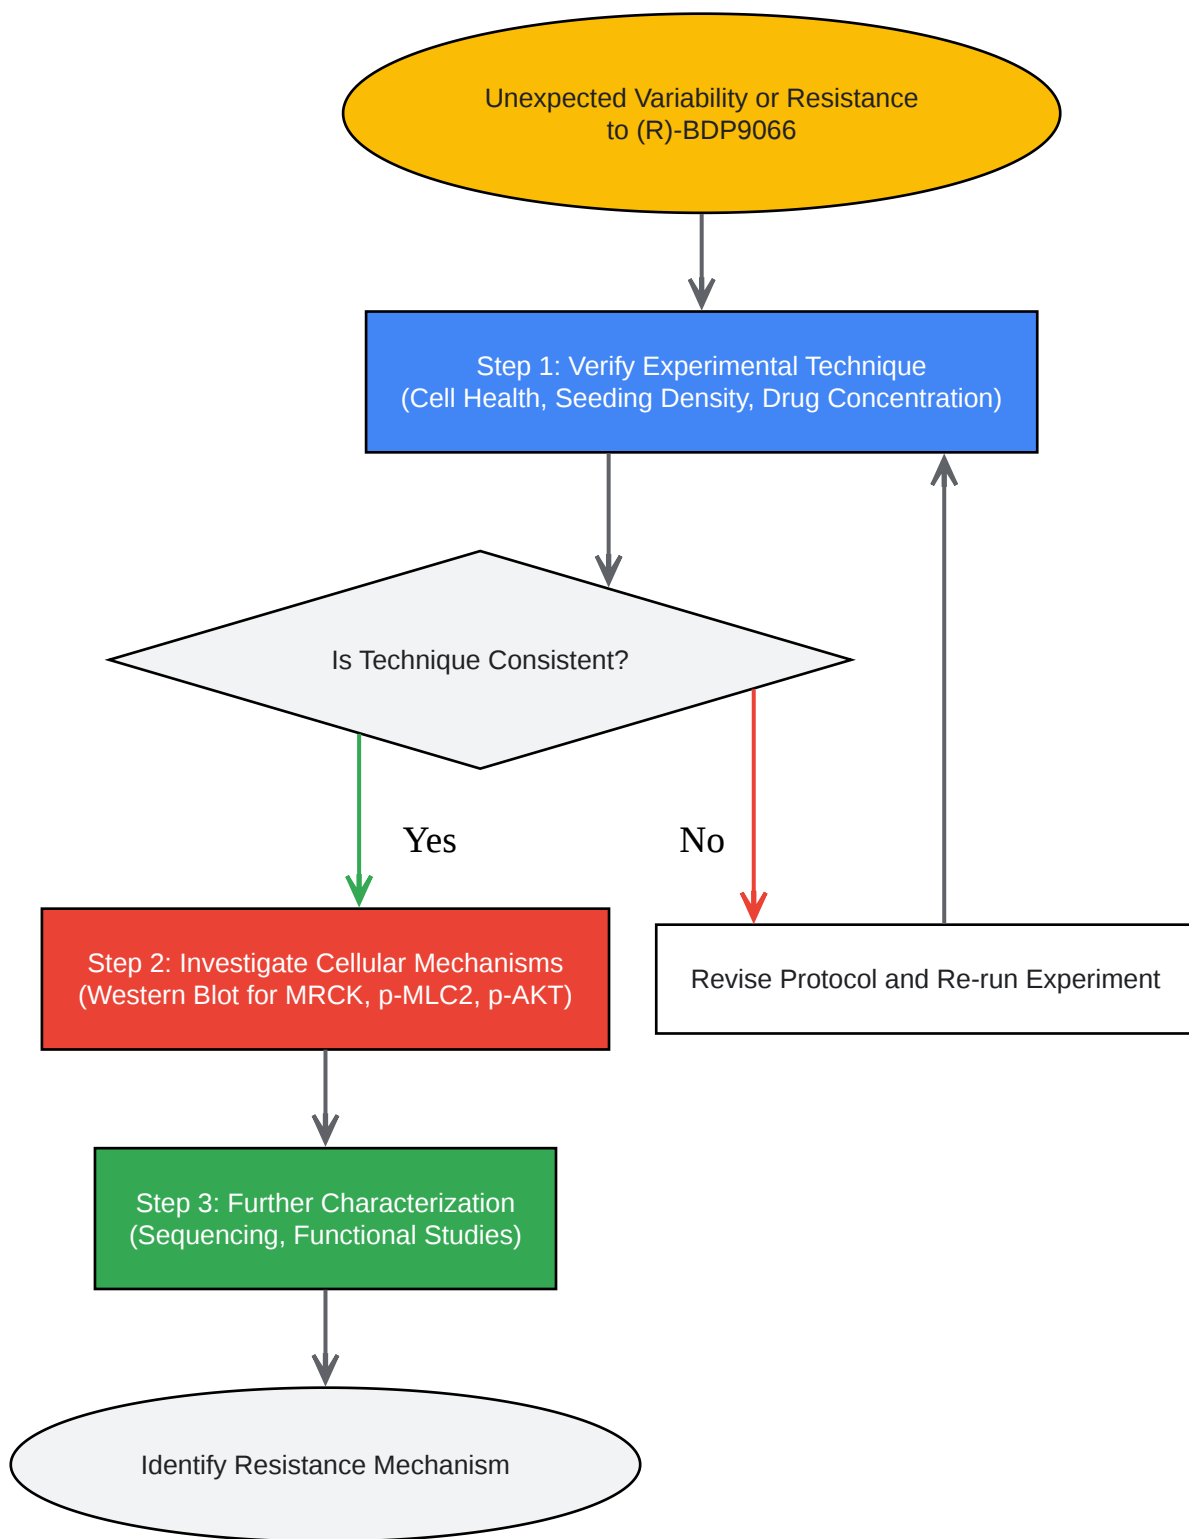 Unexpected Variability or Resistance
to (R)-BDP9066
Step 1: Verify Experimental Technique
(Cell Health, Seeding Density, Drug Concentration)
Is Technique Consistent?
Yes
No
Step 2: Investigate Cellular Mechanisms
(Western Blot for MRCK, p-MLC2, p-AKT)
Revise Protocol and Re-run Experiment
Step 3: Further Characterization
(Sequencing, Functional Studies)
Identify Resistance Mechanism